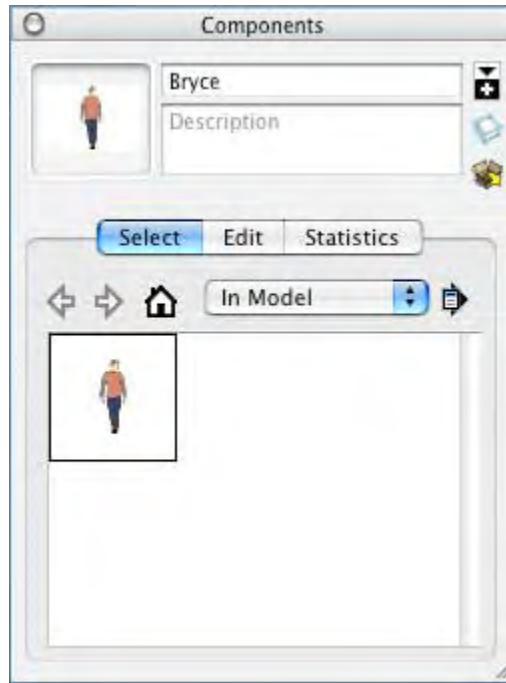 Components
Bryce
Description
Select Edit Statistics
In Model